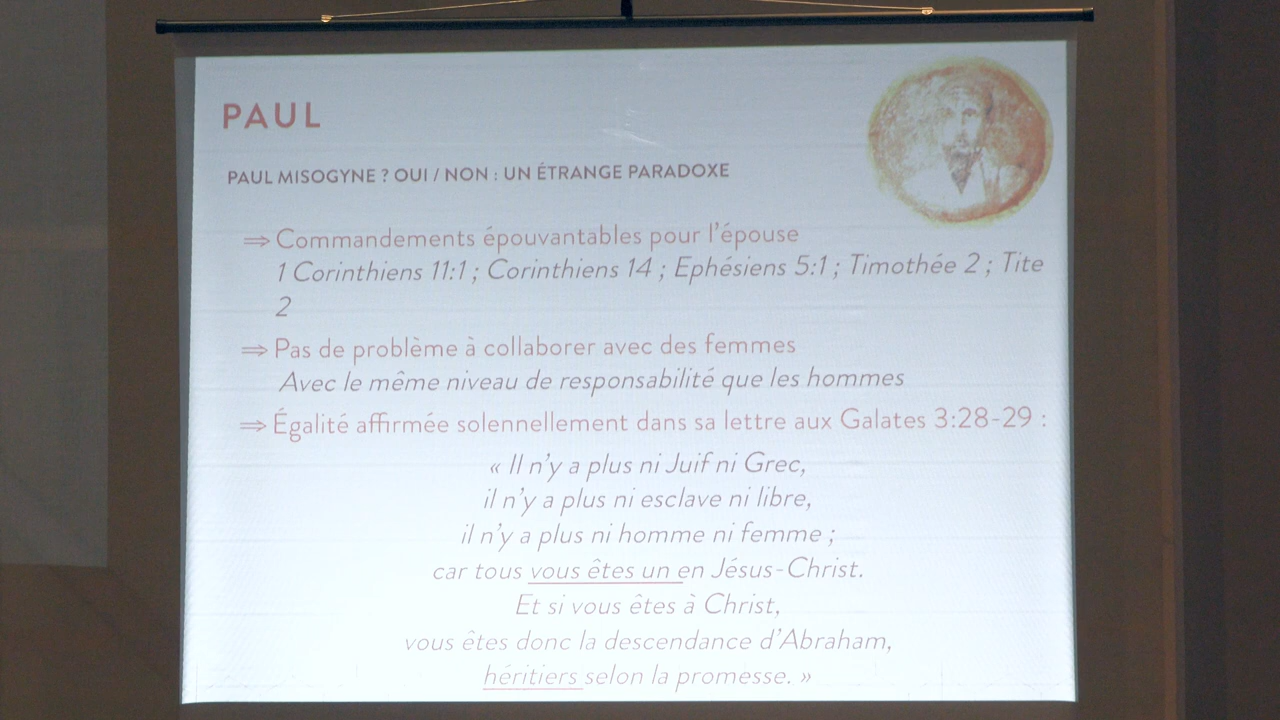 PAUL
PAUL MISOGYNE ? OUI / NON : UN ÉTRANGE PARADOXE
⇒ Commandements épouvantables pour l'épouse
1 Corinthiens 11:1 ; Corinthiens 14 ; Ephésiens 5:1 ; Timothée 2 ; Tite
2
⇒ Pas de problème à collaborer avec des femmes
Avec le même niveau de responsabilité que les hommes
⇒ Égalité affirmée solennellement dans sa lettre aux Galates 3:28-29 :
« Il n'y a plus ni Juif ni Grec,
il n'y a plus ni esclave ni libre,
il n'y a plus ni homme ni femme ;
car tous vous êtes un en Jésus-Christ.
Et si vous êtes à Christ,
vous êtes donc la descendance d'Abraham,
héritiers selon la promesse. »